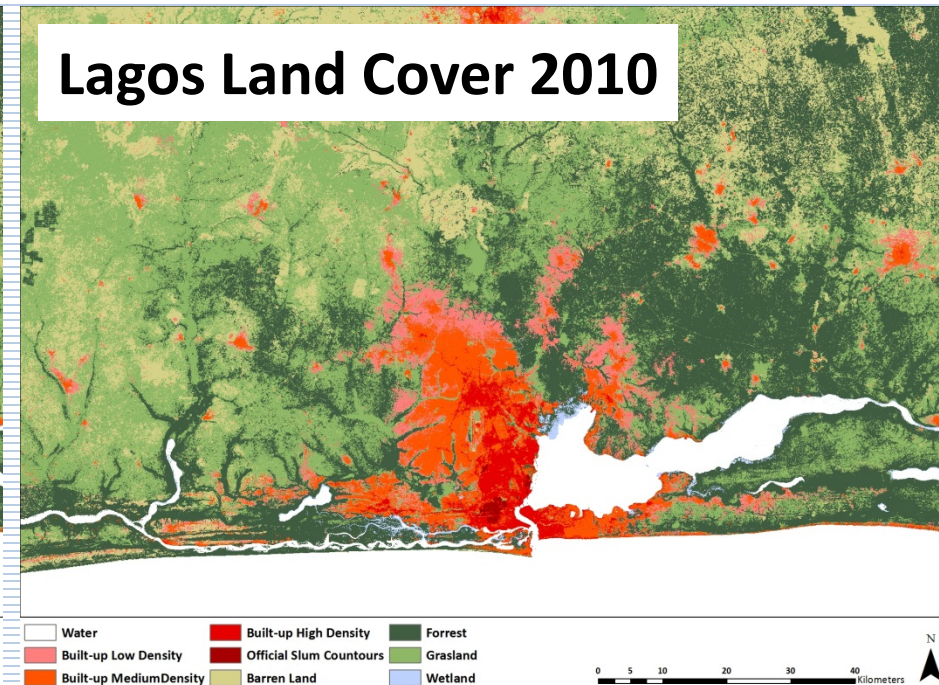 Lagos Land Cover 2010
Water
Built-up High Density
Forrest
Built-up Low Density
Official Slum Countours
Grasland
Built-up MediumDensity
Barren Land
Wetland
0 5 10 20 30 40
Kilometers
N